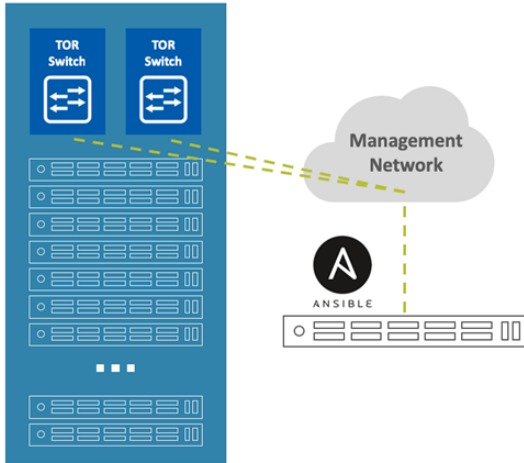 TOR
Switch
TOR
Switch
Management
Network
ANSIBLE